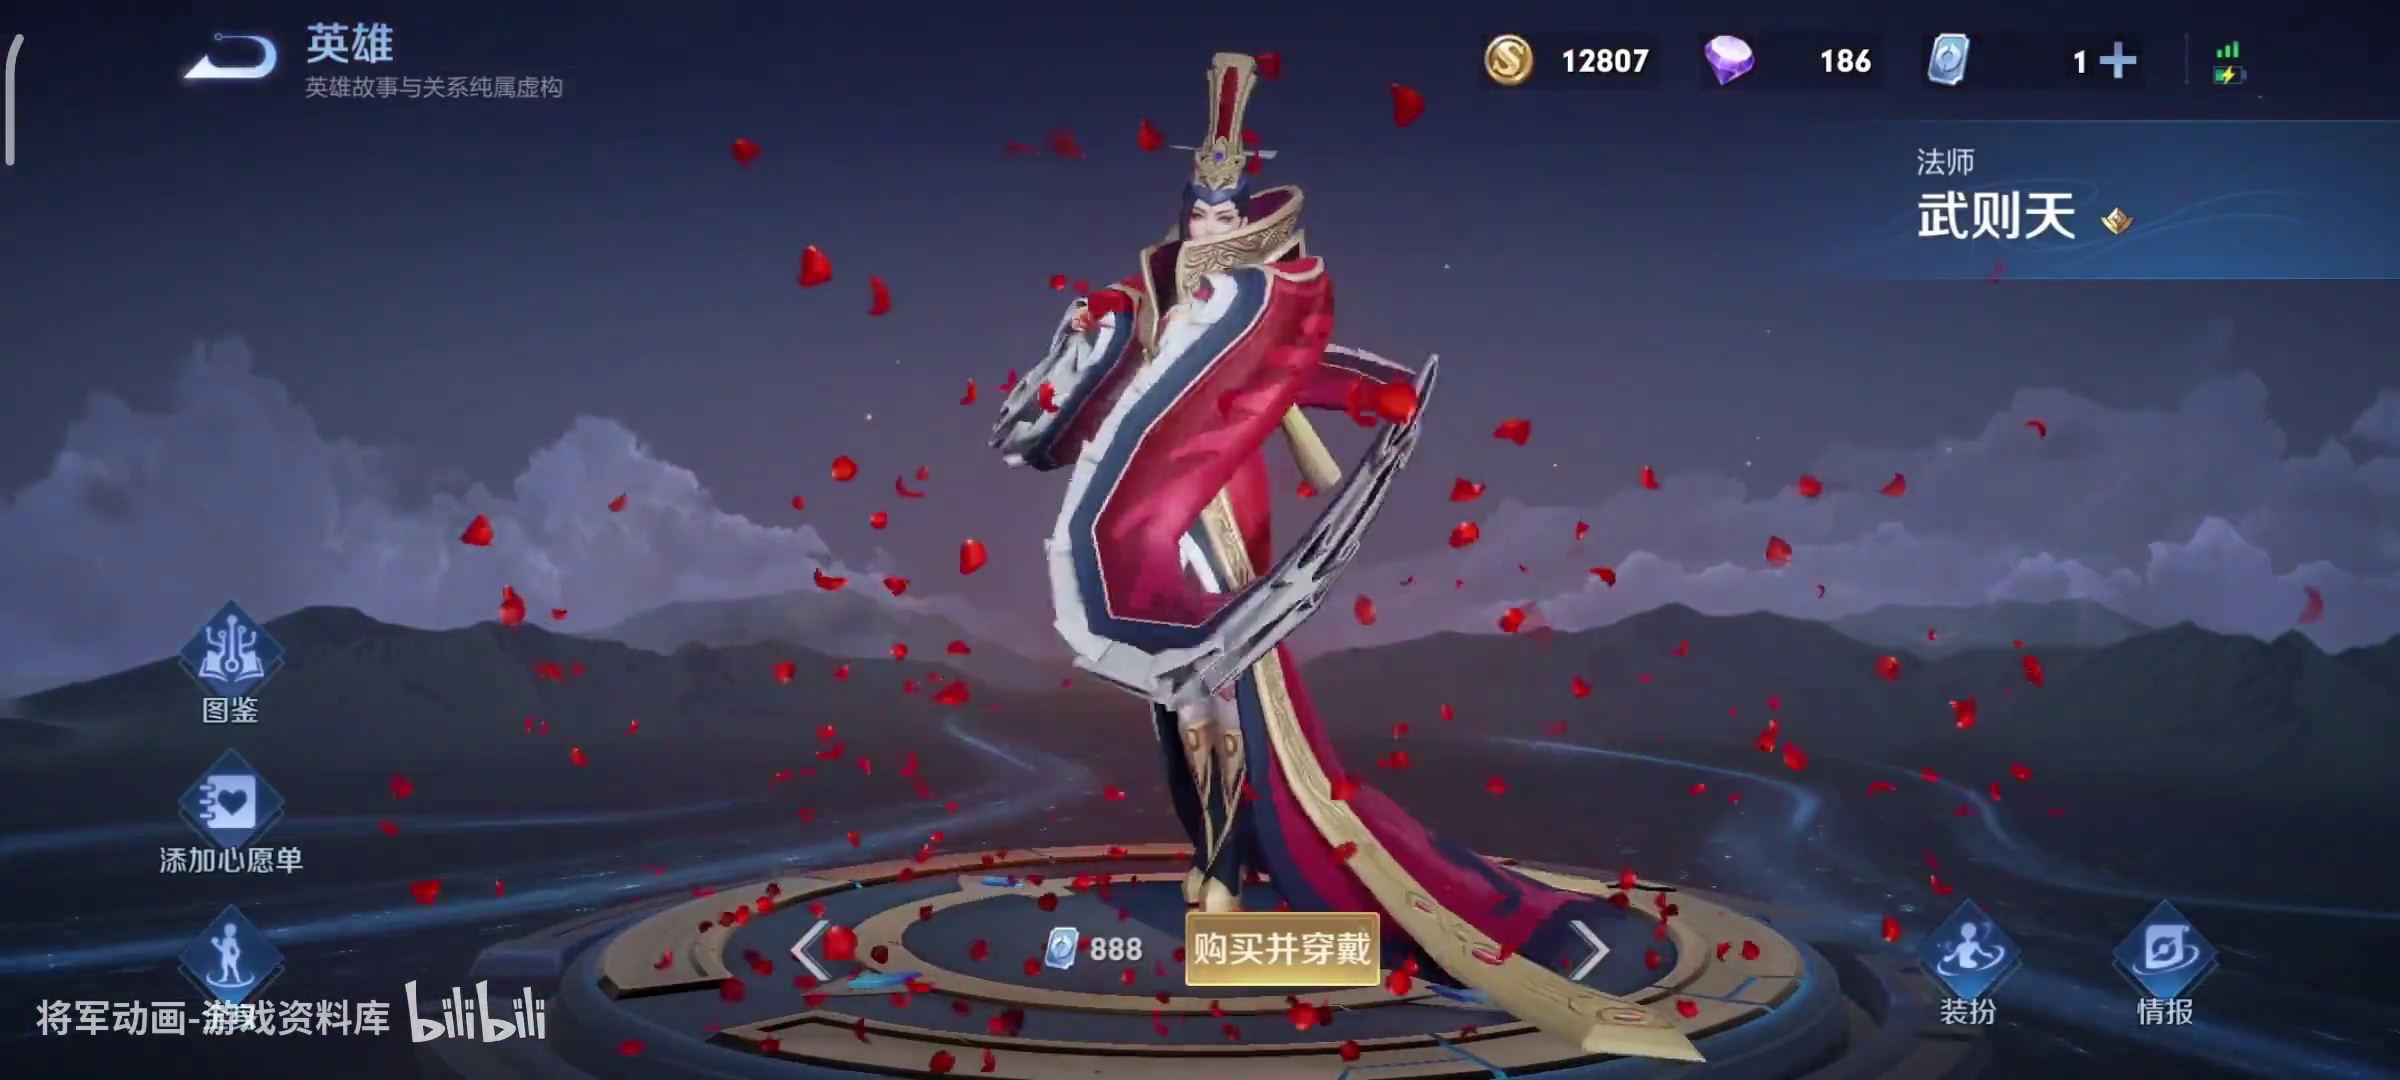 英雄
英雄故事与关系纯属虚构
12807
186
1
法师
武则天
图鉴
添加心愿单
888
购买并穿戴
装扮
情报
将军动画-游戏资料库 bilibili